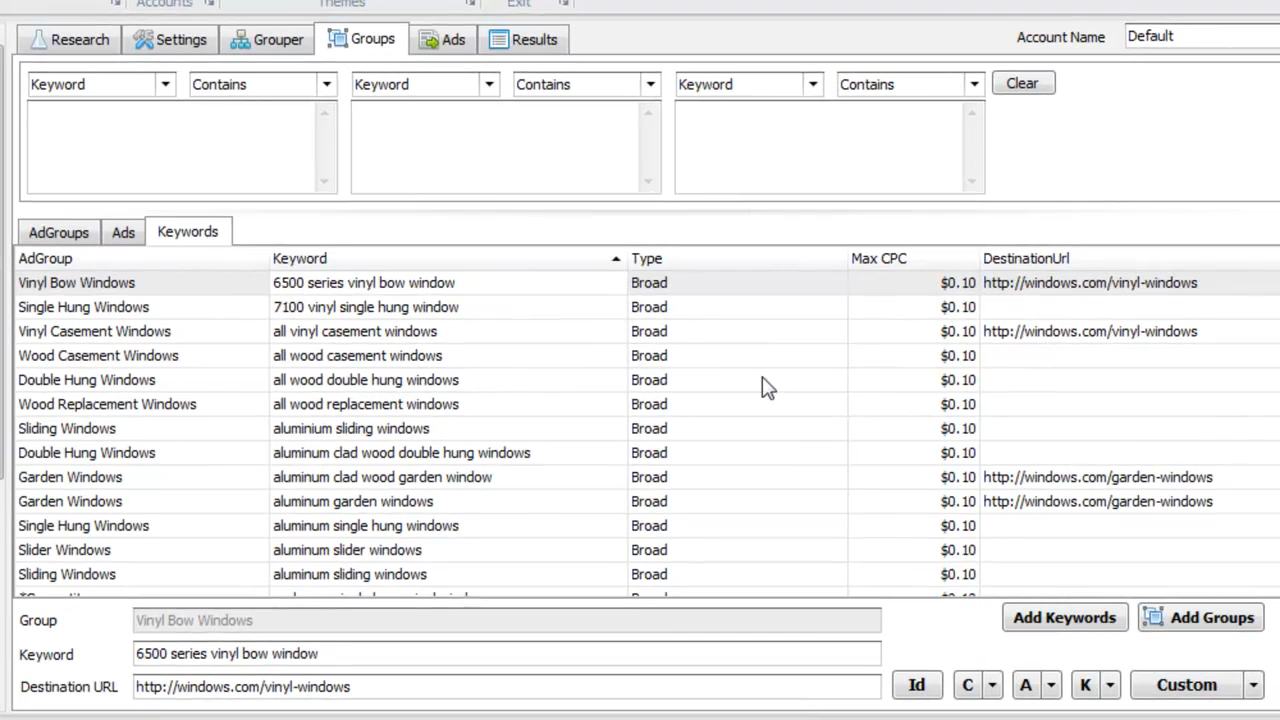 Accounts Themes Exit
Research Settings Grouper Groups Ads Results Account Name Default
Keyword Contains Keyword Contains Keyword Contains Clear
AdGroups Ads Keywords
AdGroup Keyword Type Max CPC DestinationUrl
Vinyl Bow Windows 6500 series vinyl bow window Broad $0.10 http://windows.com/vinyl-windows
Single Hung Windows 7100 vinyl single hung window Broad $0.10
Vinyl Casement Windows all vinyl casement windows Broad $0.10 http://windows.com/vinyl-windows
Wood Casement Windows all wood casement windows Broad $0.10
Double Hung Windows all wood double hung windows Broad $0.10
Wood Replacement Windows all wood replacement windows Broad $0.10
Sliding Windows aluminium sliding windows Broad $0.10
Double Hung Windows aluminum clad wood double hung windows Broad $0.10
Garden Windows aluminum clad wood garden window Broad $0.10 http://windows.com/garden-windows
Garden Windows aluminum garden windows Broad $0.10 http://windows.com/garden-windows
Single Hung Windows aluminum single hung windows Broad $0.10
Slider Windows aluminum slider windows Broad $0.10
Sliding Windows aluminum sliding windows Broad $0.10
Group Vinyl Bow Windows Add Keywords Add Groups
Keyword 6500 series vinyl bow window
Destination URL http://windows.com/vinyl-windows Id C A K Custom